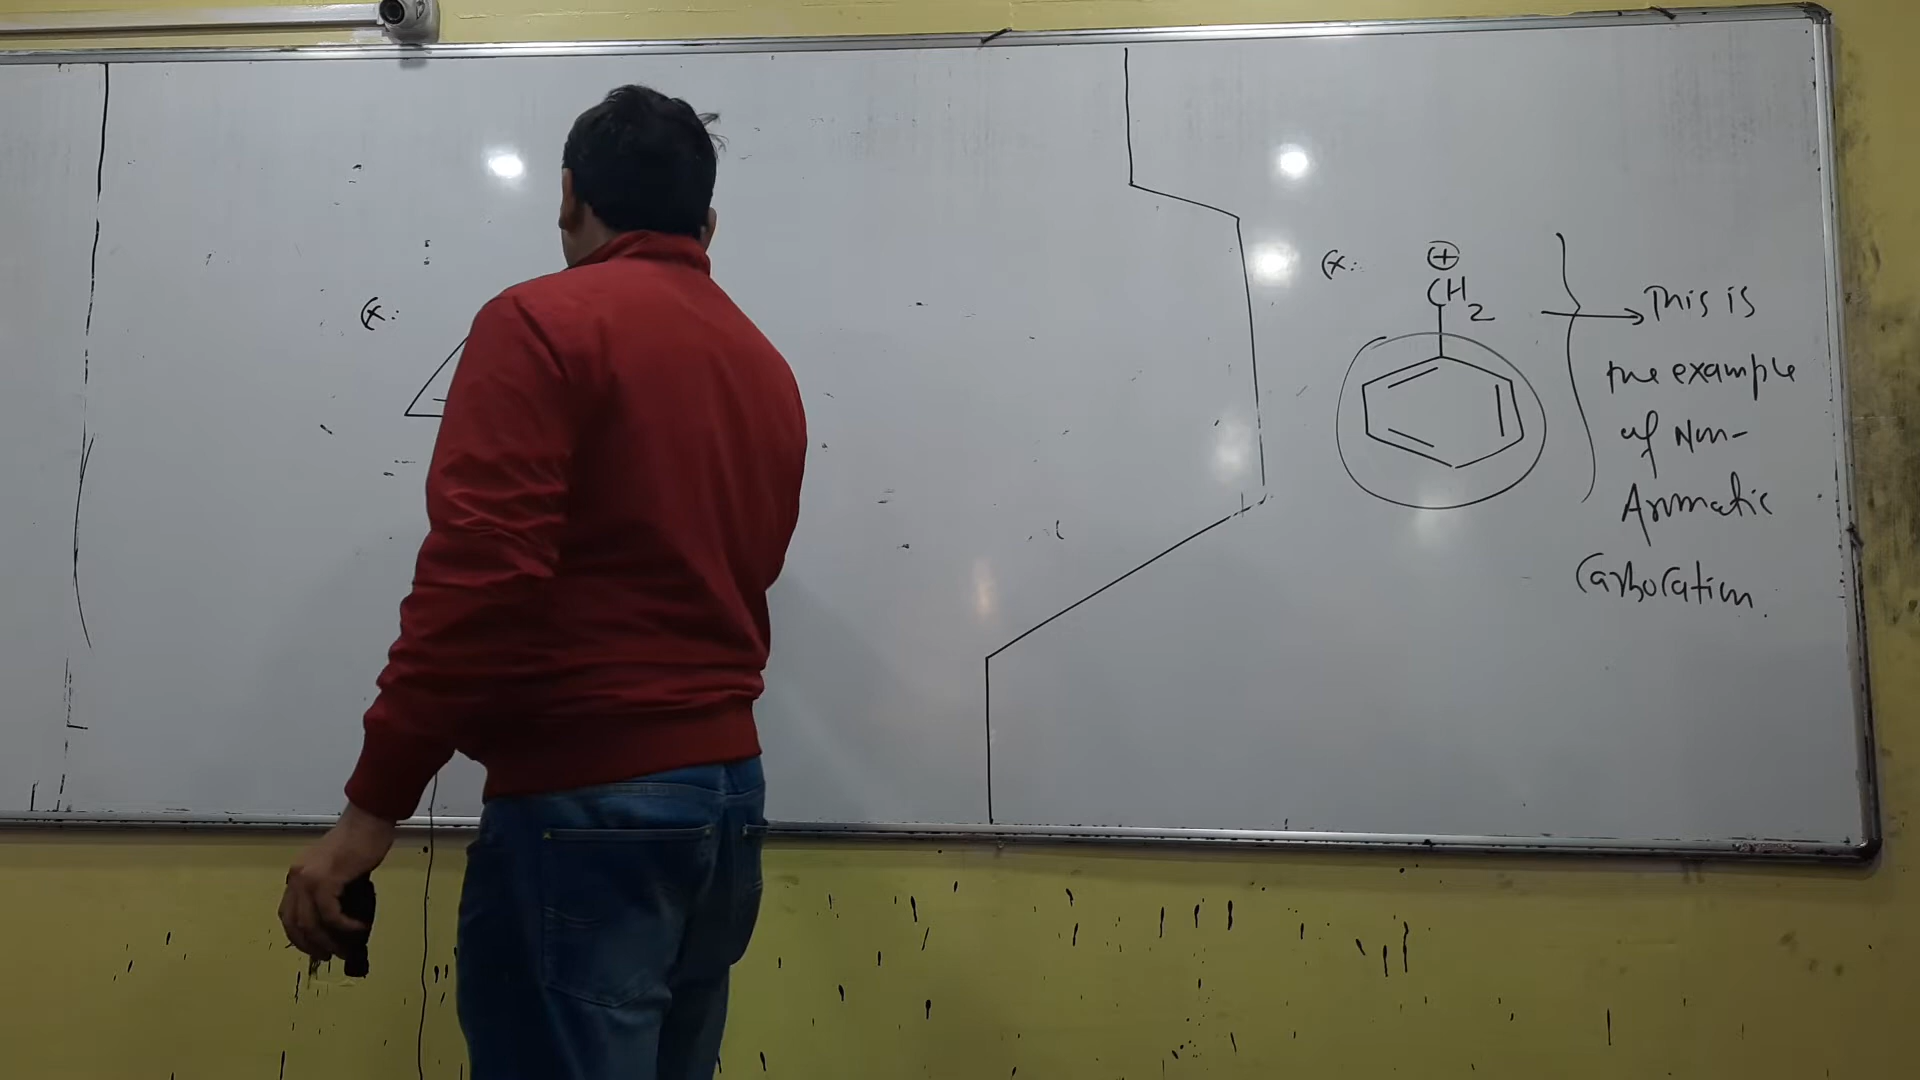 Ex:
Ex:
⊕
CH2
This is
the example
of Non-
Aromatic
Carbocation.